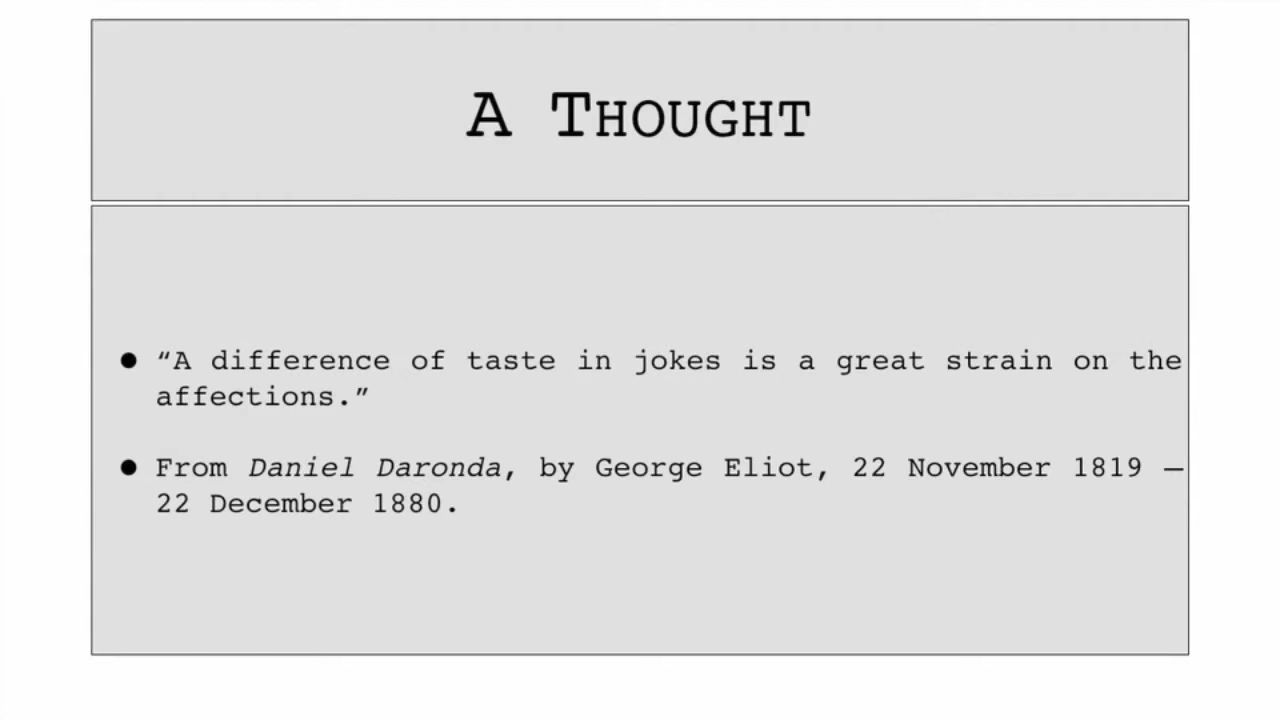 A THOUGHT
● “A difference of taste in jokes is a great strain on the
affections.”
● From Daniel Daronda, by George Eliot, 22 November 1819 –
22 December 1880.